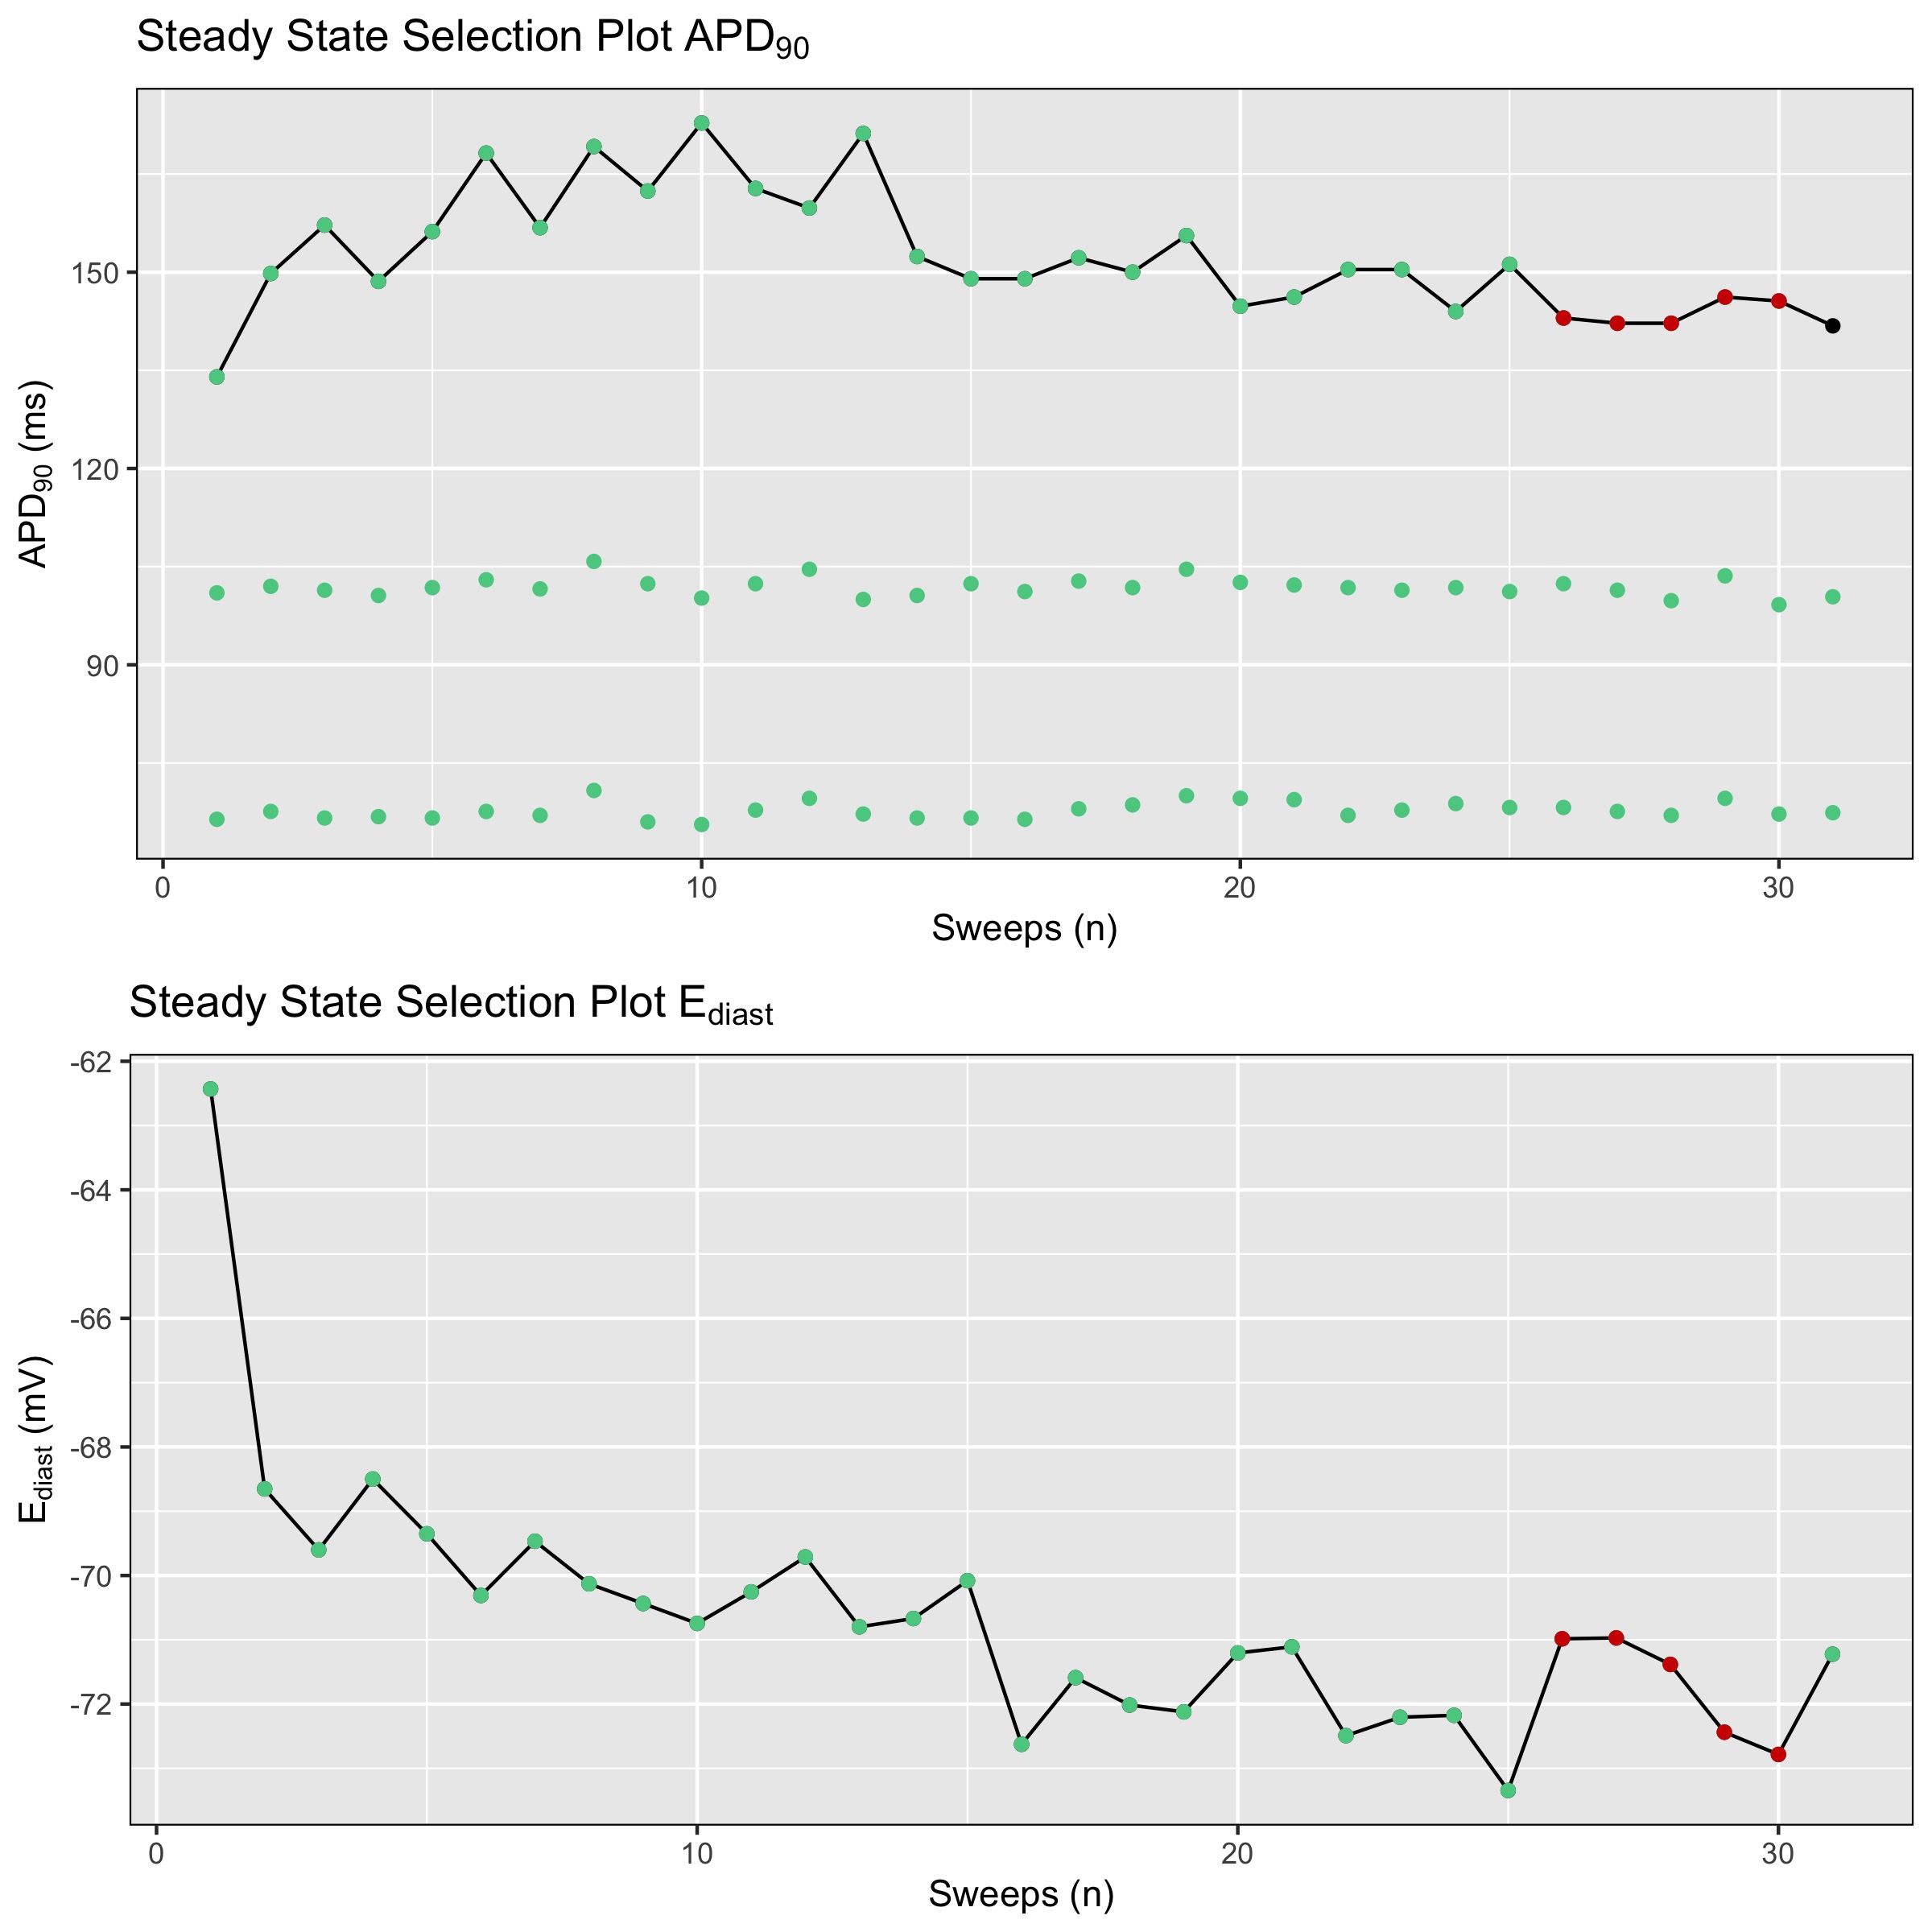 Steady State Selection Plot APD90
APD90 (ms)
150
120
90
0 10 20 30
Sweeps (n)
Steady State Selection Plot Ediast
Ediast (mV)
-62
-64
-66
-68
-70
-72
0 10 20 30
Sweeps (n)